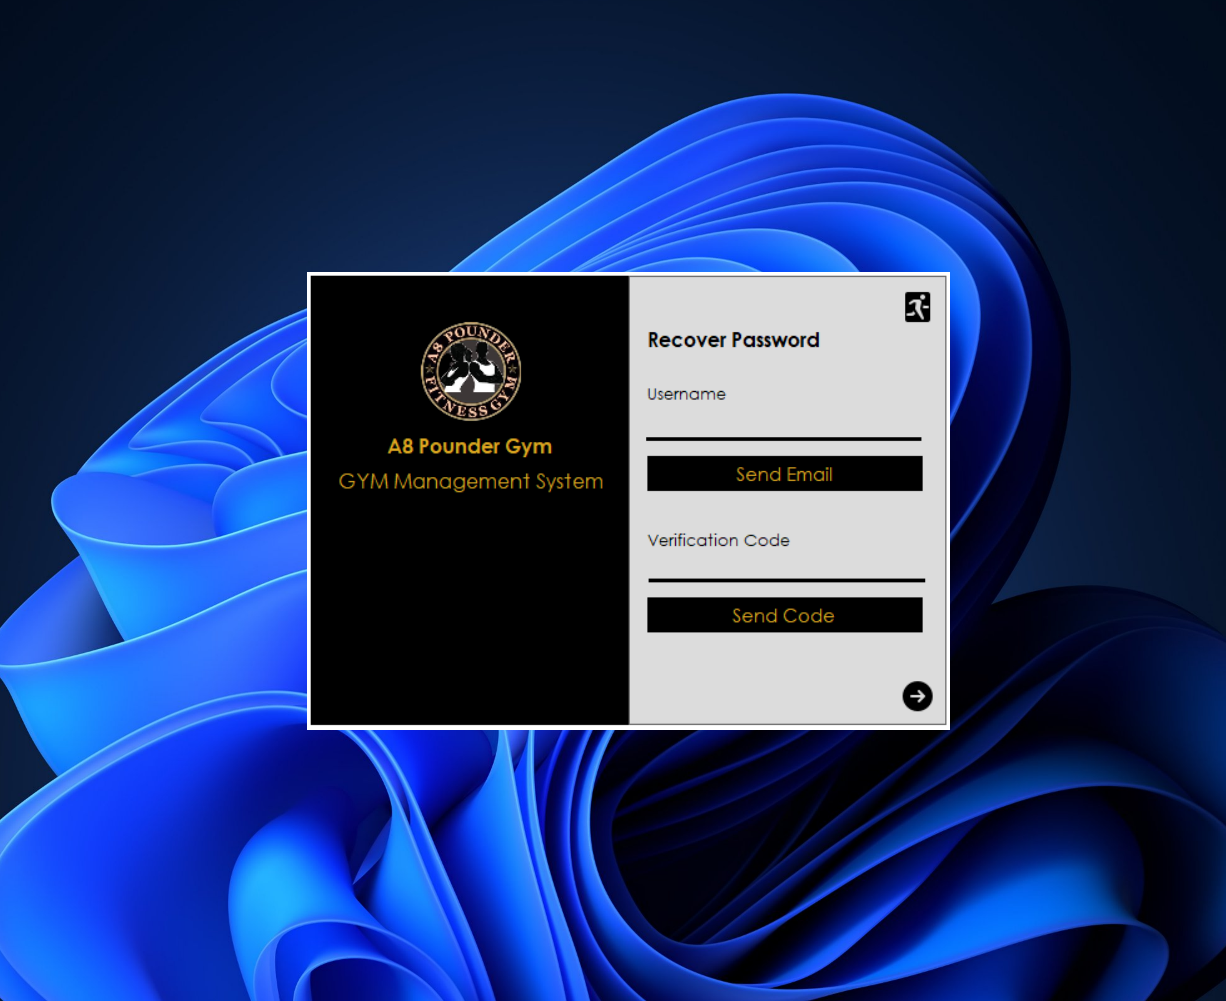 A8 POUNDER
FITNESS GYM
A8 Pounder Gym
GYM Management System
Recover Password
Username
Send Email
Verification Code
Send Code